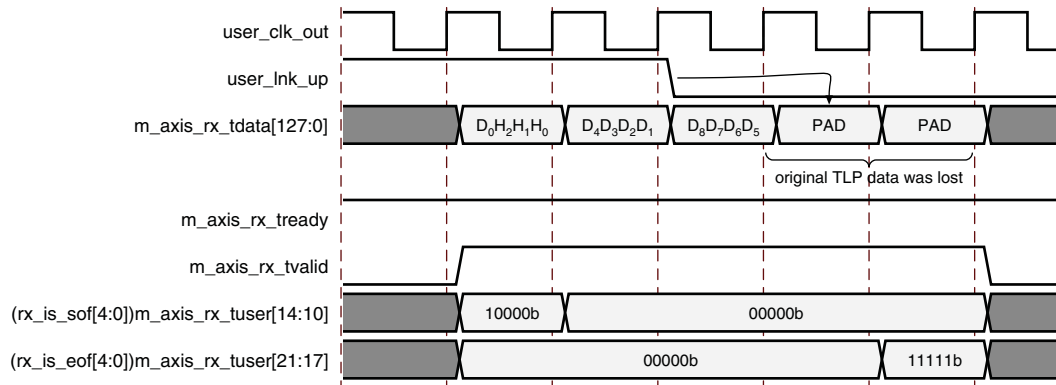 user_clk_out
user_lnk_up
m_axis_rx_tdata[127:0] D₀H₂H₁H₀ D₄D₃D₂D₁ D₈D₇D₆D₅ PAD PAD
original TLP data was lost
m_axis_rx_tready
m_axis_rx_tvalid
(rx_is_sof[4:0])m_axis_rx_tuser[14:10] 10000b 00000b
(rx_is_eof[4:0])m_axis_rx_tuser[21:17] 00000b 11111b